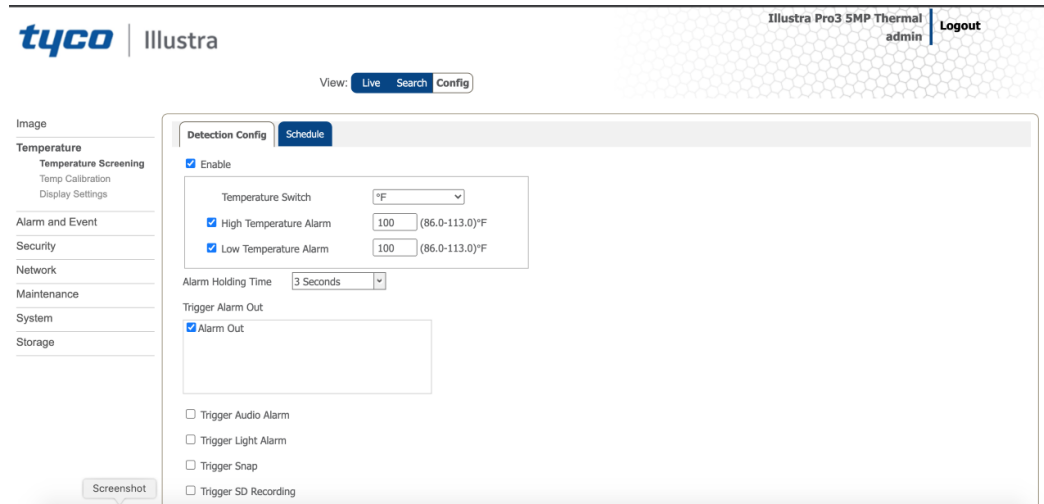 tyco | Illustra
Illustra Pro3 5MP Thermal
admin
Logout
View: Live Search Config
Image
Temperature
Temperature Screening
Temp Calibration
Display Settings
Alarm and Event
Security
Network
Maintenance
System
Storage
Detection Config Schedule
Enable
Temperature Switch °F
High Temperature Alarm 100 (86.0-113.0)°F
Low Temperature Alarm 100 (86.0-113.0)°F
Alarm Holding Time 3 Seconds
Trigger Alarm Out
Alarm Out
Trigger Audio Alarm
Trigger Light Alarm
Trigger Snap
Trigger SD Recording
Screenshot